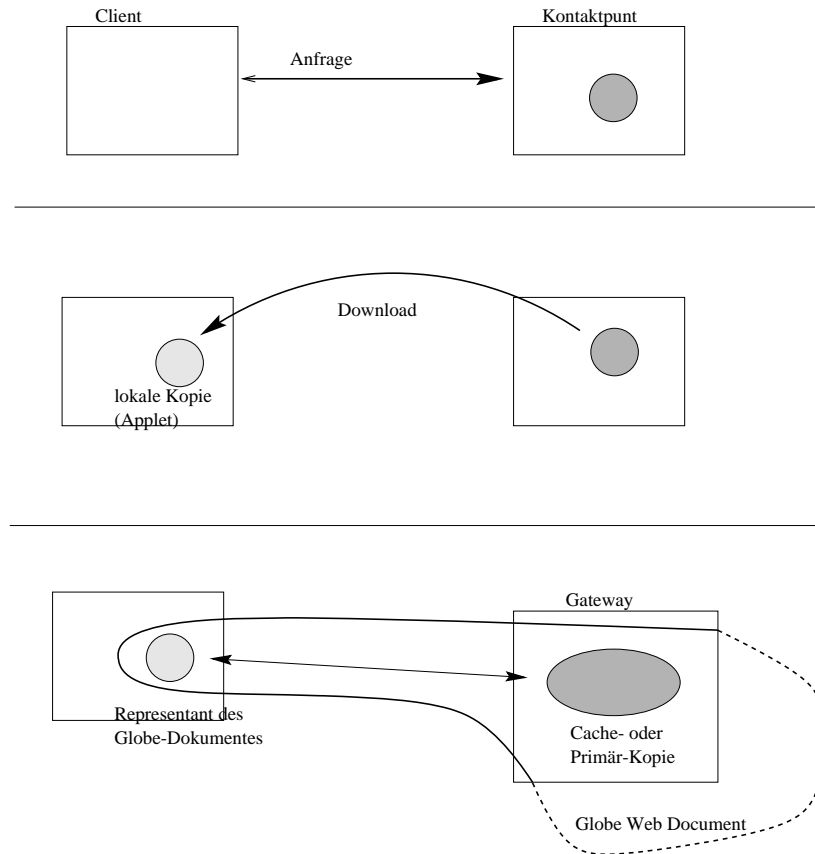 Client
Kontaktpunt
Anfrage
Download
lokale Kopie
(Applet)
Gateway
Representant des
Globe-Dokumentes
Cache- oder
Primär-Kopie
Globe Web Document